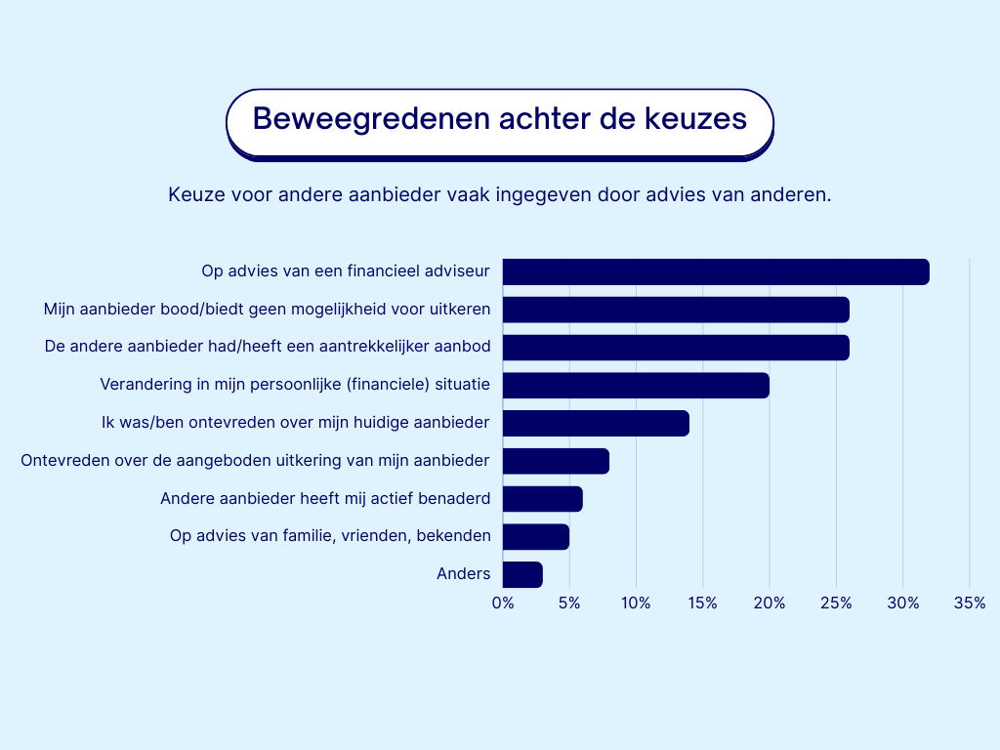 Beweegredenen achter de keuzes
Keuze voor andere aanbieder vaak ingegeven door advies van anderen.
Op advies van een financieel adviseur
Mijn aanbieder bood/biedt geen mogelijkheid voor uitkeren
De andere aanbieder had/heeft een aantrekkelijker aanbod
Verandering in mijn persoonlijke (financiele) situatie
Ik was/ben ontevreden over mijn huidige aanbieder
Ontevreden over de aangeboden uitkering van mijn aanbieder
Andere aanbieder heeft mij actief benaderd
Op advies van familie, vrienden, bekenden
Anders
0% 5% 10% 15% 20% 25% 30% 35%